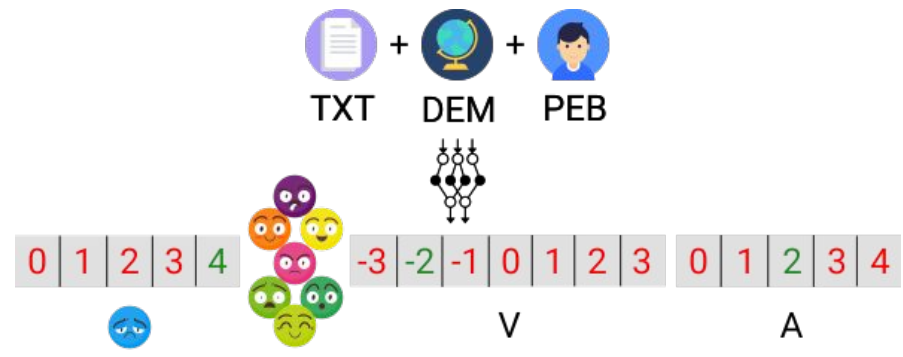 TXT + DEM + PEB
0 1 2 3 4 -3 -2 -1 0 1 2 3 0 1 2 3 4
V A